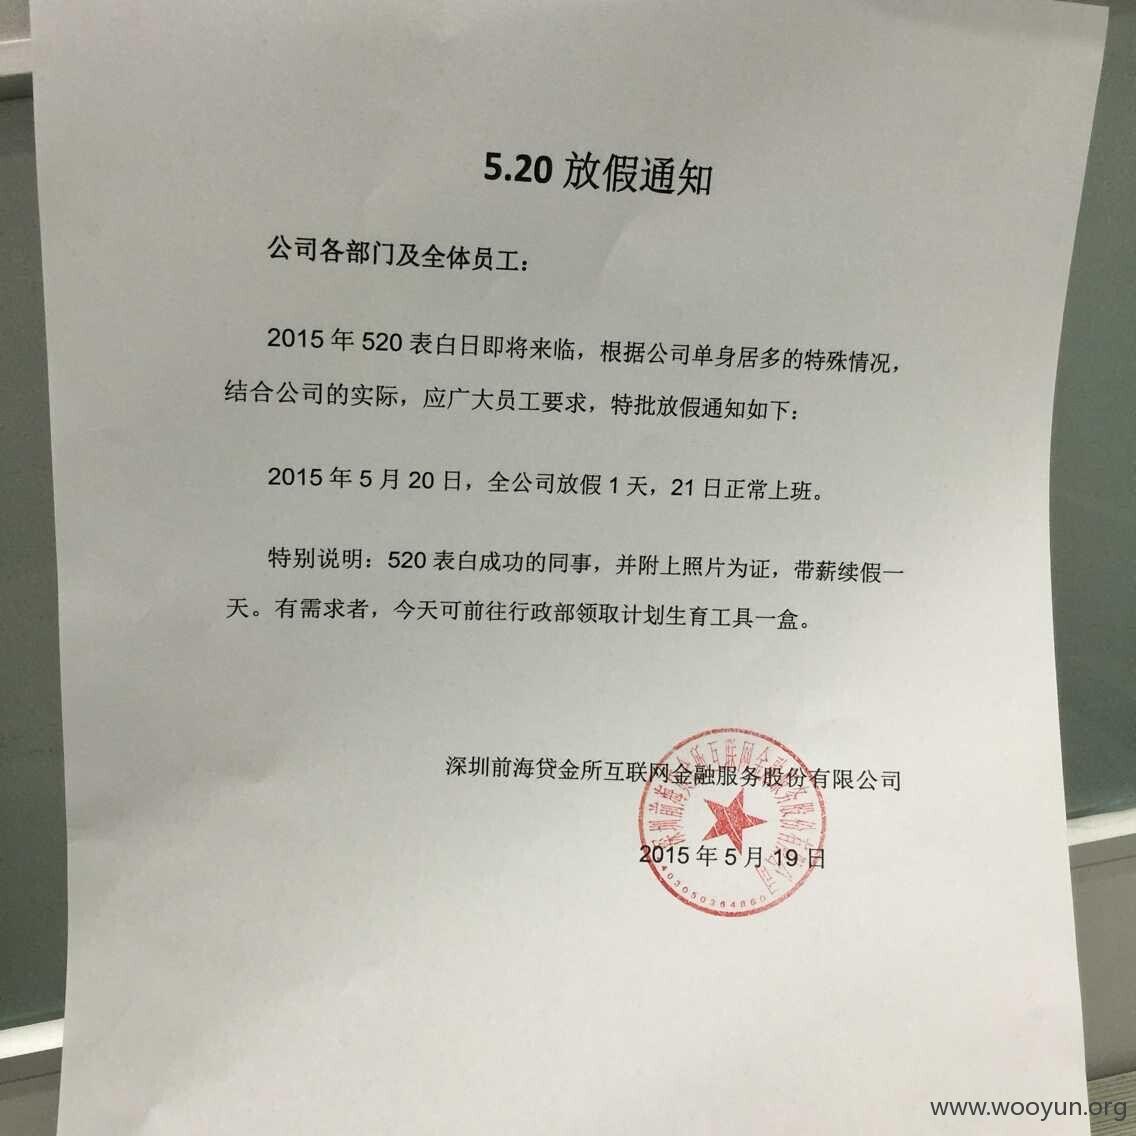 5.20 放假通知
公司各部门及全体员工：
2015 年 520 表白日即将来临，根据公司单身居多的特殊情况，
结合公司的实际，应广大员工要求，特批放假通知如下：
2015 年 5 月 20 日，全公司放假 1 天，21 日正常上班。
特别说明：520 表白成功的同事，并附上照片为证，带薪续假一
天。有需求者，今天可前往行政部领取计划生育工具一盒。
深圳前海贷金所互联网金融服务股份有限公司
2015 年 5 月 19 日
www.wooyun.org